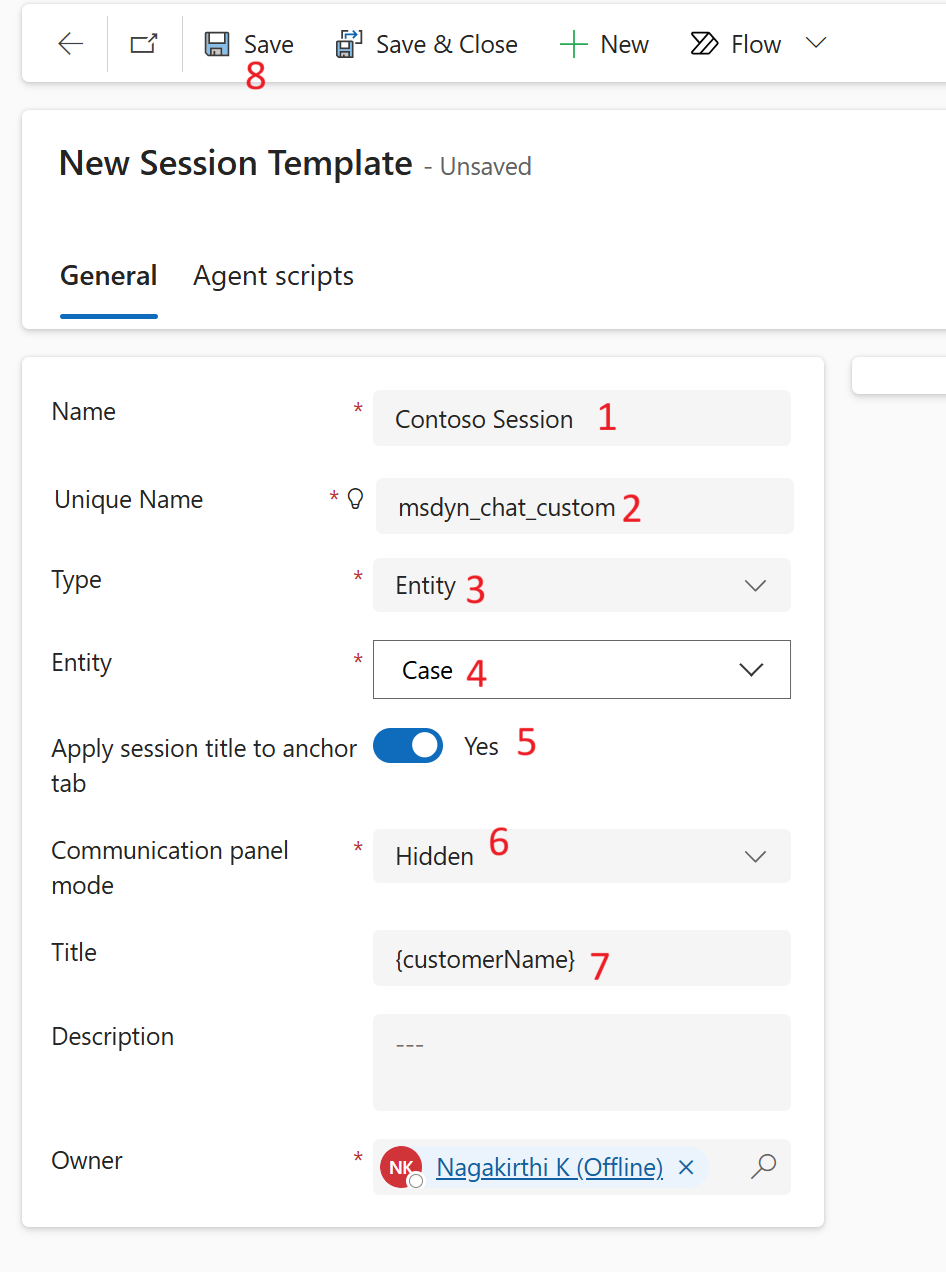 Save Save & Close New Flow
8
New Session Template - Unsaved
General Agent scripts
Name * Contoso Session 1
Unique Name * msdyn_chat_custom 2
Type * Entity 3
Entity * Case 4
Apply session title to anchor
tab
Yes 5
Communication panel
mode
* Hidden 6
Title {customerName} 7
Description ---
Owner * NK Nagakirthi K (Offline) ×